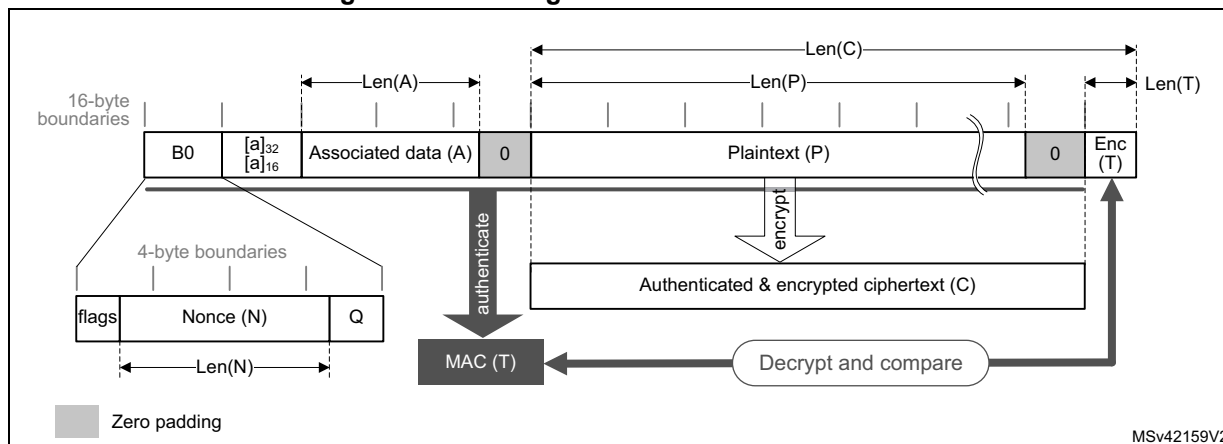 Len(C)
Len(A)
Len(P)
Len(T)
16-byte
boundaries
B0
[a]32
[a]16
Associated data (A)
0
Plaintext (P)
0
Enc
(T)
authenticate
encrypt
4-byte boundaries
Authenticated & encrypted ciphertext (C)
flags
Nonce (N)
Q
Len(N)
MAC (T)
Decrypt and compare
Zero padding
MSv42159V2